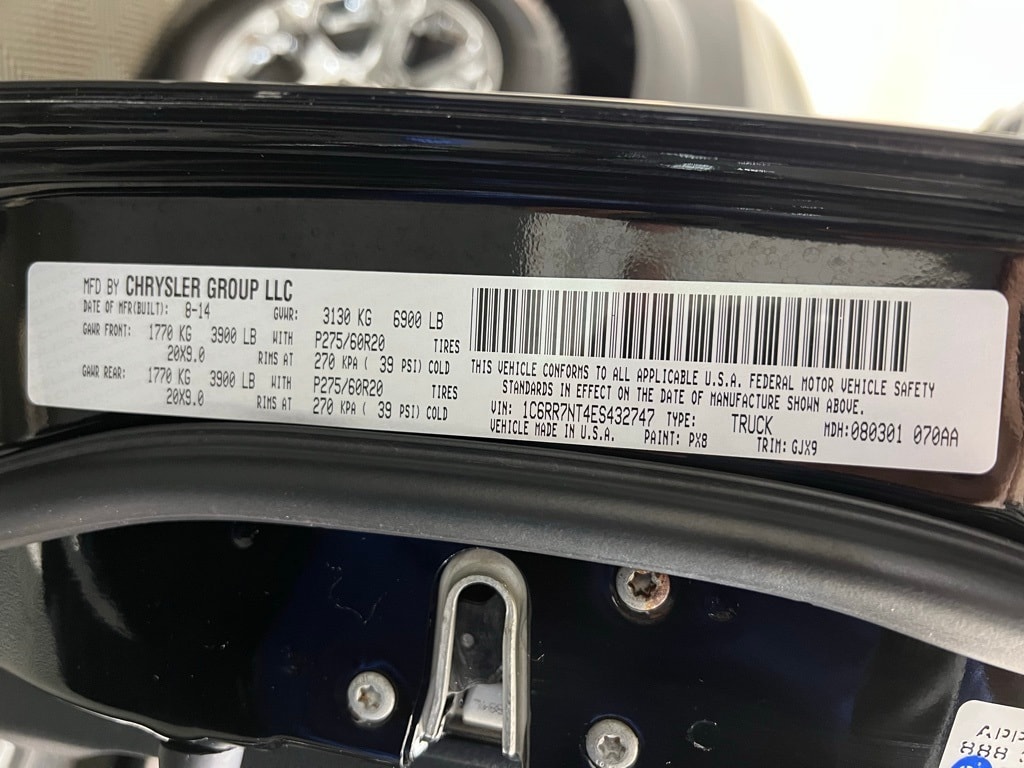 MFD BY CHRYSLER GROUP LLC
DATE OF MFR(BUILT): 8-14 GVWR: 3130 KG 6900 LB
GAWR FRONT: 1770 KG 3900 LB WITH P275/60R20 TIRES
20X9.0 RIMS AT 270 KPA ( 39 PSI) COLD
GAWR REAR: 1770 KG 3900 LB WITH P275/60R20 TIRES
20X9.0 RIMS AT 270 KPA ( 39 PSI) COLD
THIS VEHICLE CONFORMS TO ALL APPLICABLE U.S.A. FEDERAL MOTOR VEHICLE SAFETY
STANDARDS IN EFFECT ON THE DATE OF MANUFACTURE SHOWN ABOVE.
VIN: 1C6RR7NT4ES432747 TYPE: TRUCK MDH:080301 070AA
VEHICLE MADE IN U.S.A. PAINT: PX8 TRIM: GJX9
888